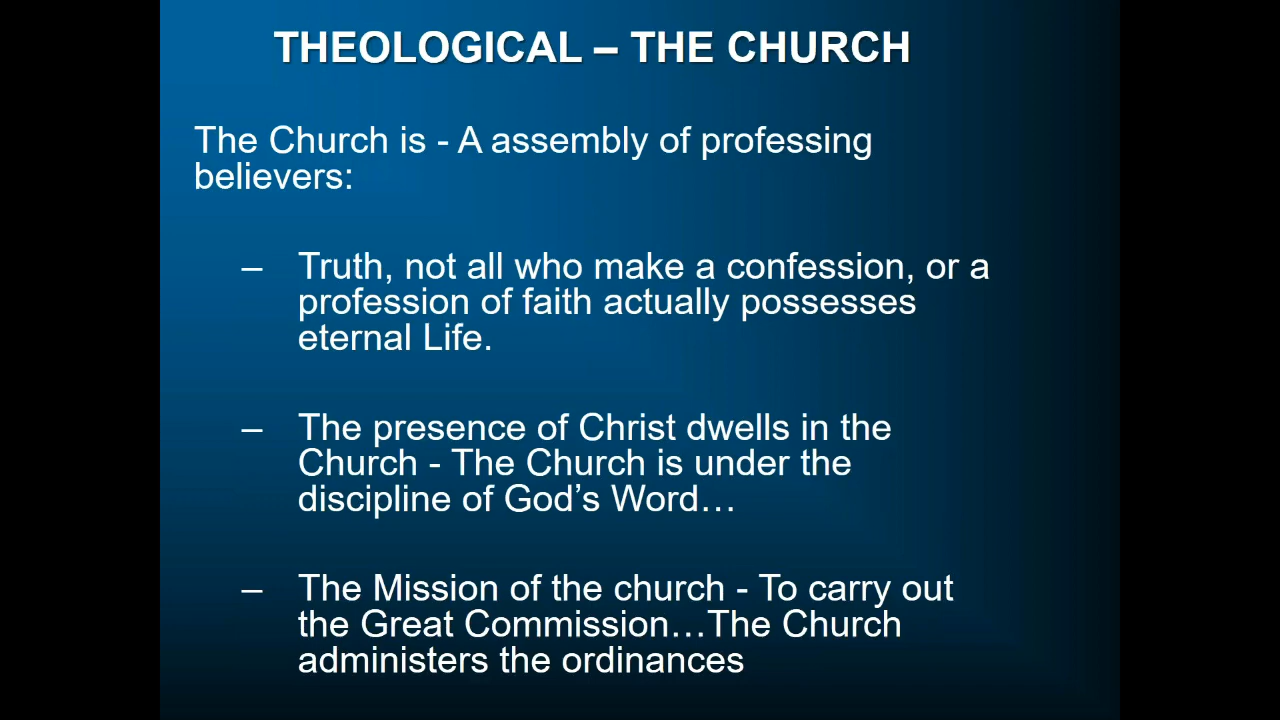 THEOLOGICAL – THE CHURCH
The Church is - A assembly of professing
believers:
– Truth, not all who make a confession, or a
profession of faith actually possesses
eternal Life.
– The presence of Christ dwells in the
Church - The Church is under the
discipline of God’s Word…
– The Mission of the church - To carry out
the Great Commission…The Church
administers the ordinances